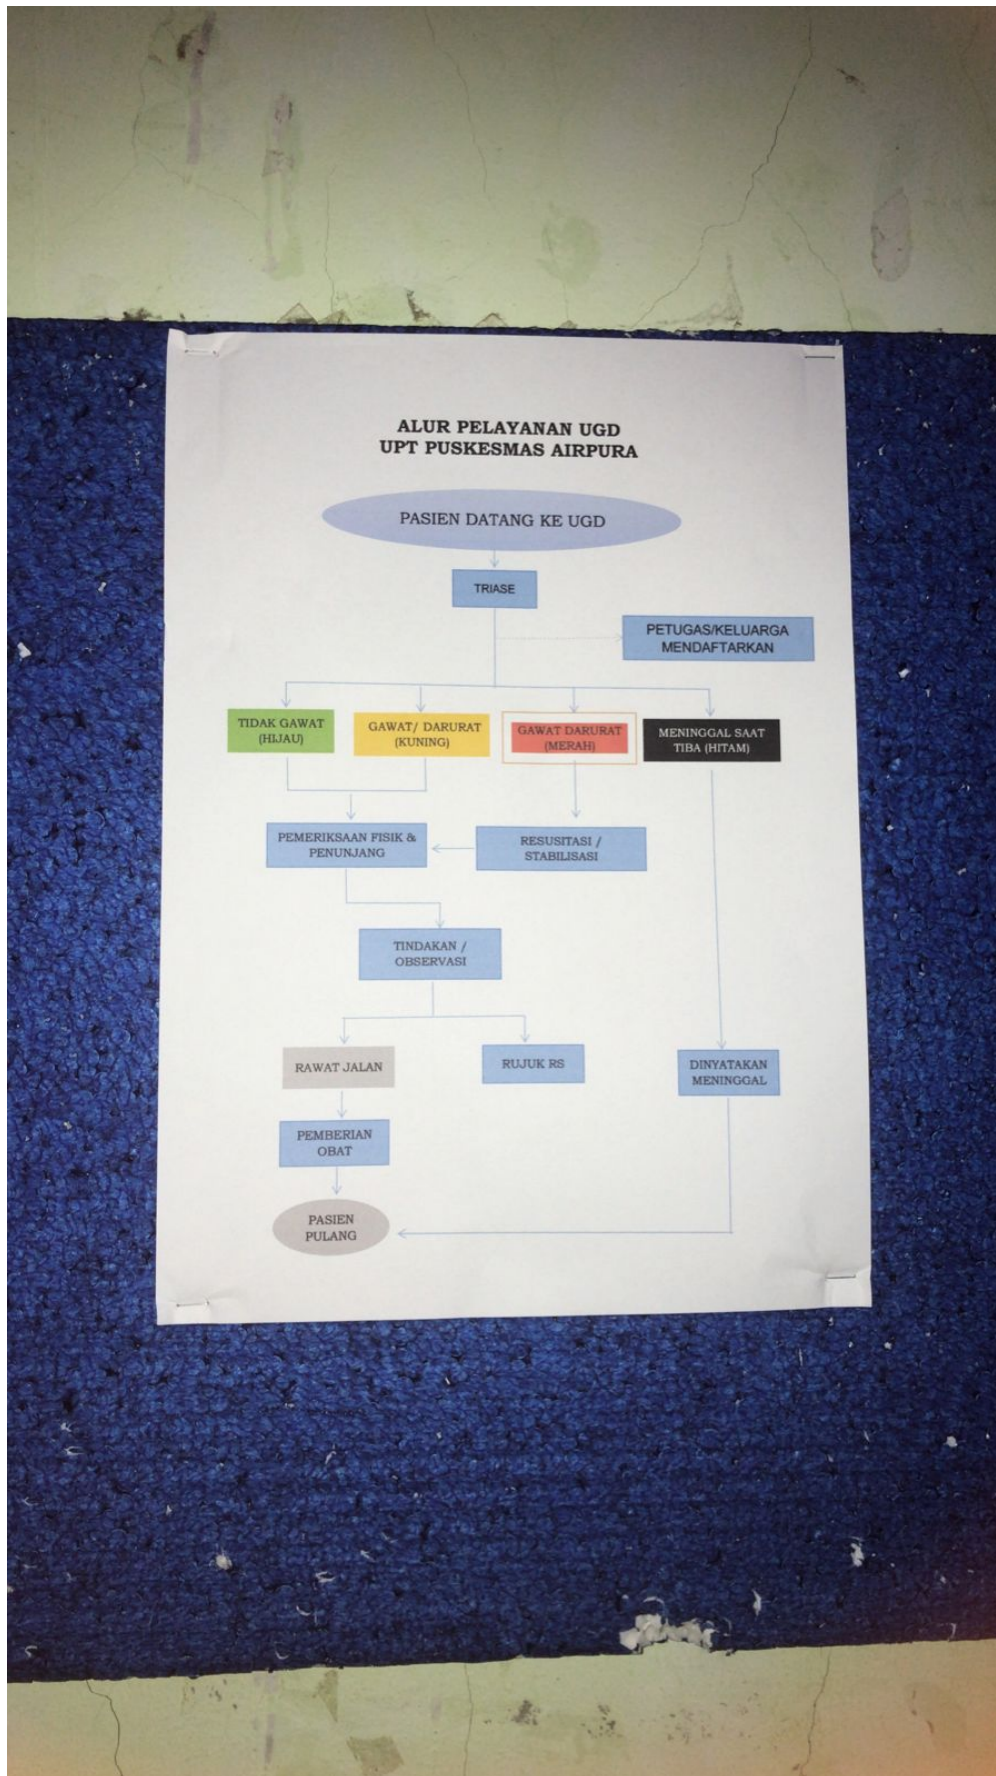 ALUR PELAYANAN UGD
UPT PUSKESMAS AIRPURA
PASIEN DATANG KE UGD
TRIASE
PETUGAS/KELUARGA
MENDAFTARKAN
TIDAK GAWAT
(HIJAU)
GAWAT/ DARURAT
(KUNING)
GAWAT DARURAT
(MERAH)
MENINGGAL SAAT
TIBA (HITAM)
PEMERIKSAAN FISIK &
PENUNJANG
RESUSITASI /
STABILISASI
TINDAKAN /
OBSERVASI
RAWAT JALAN
RUJUK RS
DINYATAKAN
MENINGGAL
PEMBERIAN
OBAT
PASIEN
PULANG